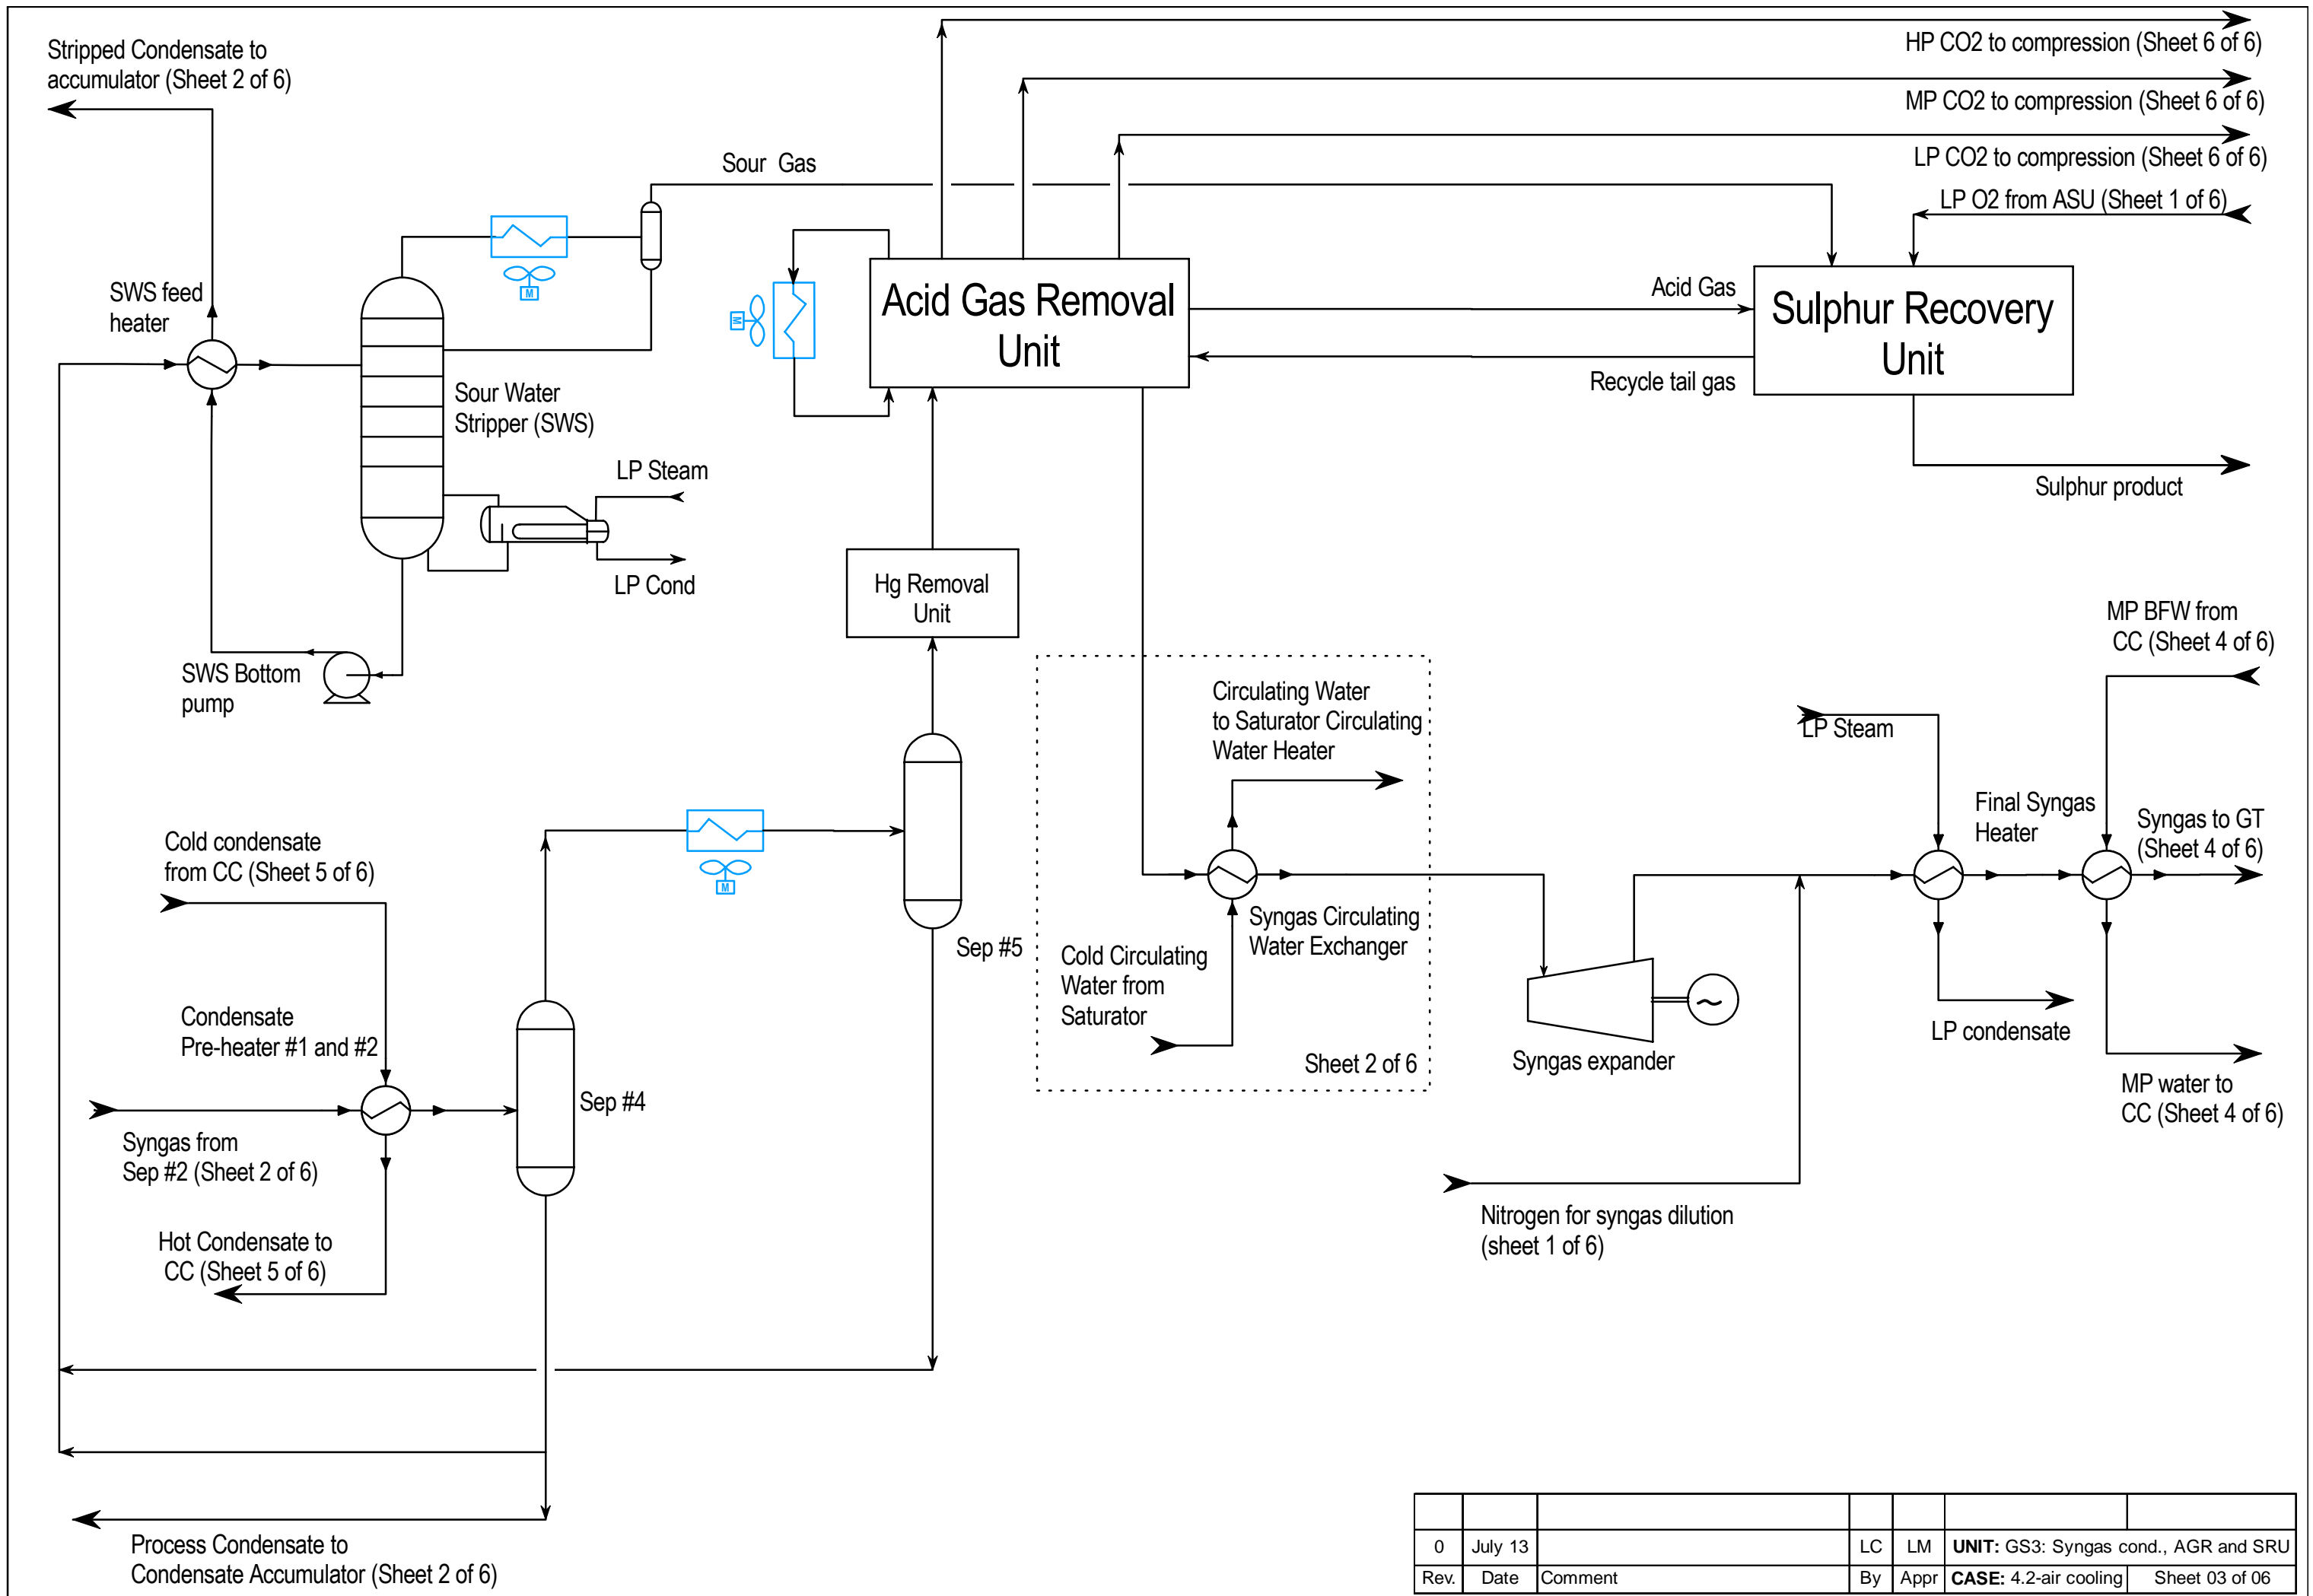 Stripped Condensate to
accumulator (Sheet 2 of 6)
HP CO2 to compression (Sheet 6 of 6)
MP CO2 to compression (Sheet 6 of 6)
LP CO2 to compression (Sheet 6 of 6)
Sour Gas
LP O2 from ASU (Sheet 1 of 6)
SWS feed
heater
M
M
Acid Gas Removal
Unit
Acid Gas
Recycle tail gas
Sulphur Recovery
Unit
Sour Water
Stripper (SWS)
LP Steam
LP Cond
Sulphur product
Hg Removal
Unit
SWS Bottom
pump
MP BFW from
CC (Sheet 4 of 6)
Circulating Water
to Saturator Circulating
Water Heater
LP Steam
Final Syngas
Heater
Syngas to GT
(Sheet 4 of 6)
Cold condensate
from CC (Sheet 5 of 6)
M
Sep #5
Syngas Circulating
Water Exchanger
Cold Circulating
Water from
Saturator
Sheet 2 of 6
Condensate
Pre-heater #1 and #2
Sep #4
Syngas expander
LP condensate
MP water to
CC (Sheet 4 of 6)
Syngas from
Sep #2 (Sheet 2 of 6)
Nitrogen for syngas dilution
(sheet 1 of 6)
Hot Condensate to
CC (Sheet 5 of 6)
Process Condensate to
Condensate Accumulator (Sheet 2 of 6)
0 July 13 LC LM UNIT: GS3: Syngas cond., AGR and SRU
Rev. Date Comment By Appr CASE: 4.2-air cooling Sheet 03 of 06